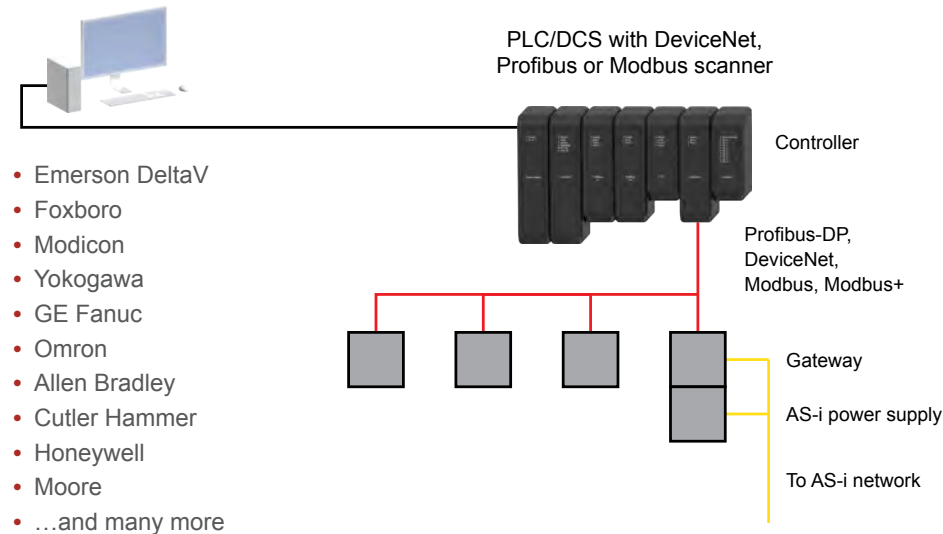 PLC/DCS with DeviceNet,
Profibus or Modbus scanner
Controller
• Emerson DeltaV
• Foxboro
• Modicon
• Yokogawa
• GE Fanuc
• Omron
• Allen Bradley
• Cutler Hammer
• Honeywell
• Moore
• …and many more
Profibus-DP,
DeviceNet,
Modbus, Modbus+
Gateway
AS-i power supply
To AS-i network